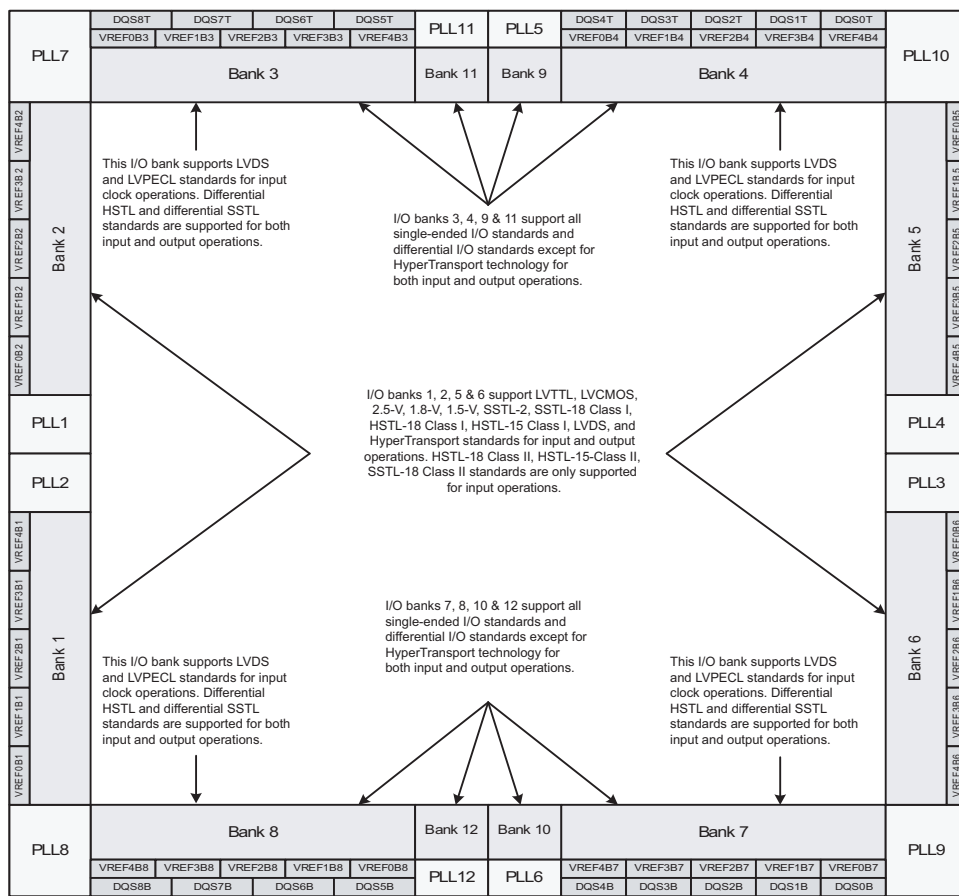 PLL7
DQS8T DQS7T DQS6T DQS5T
VREF0B3 VREF1B3 VREF2B3 VREF3B3 VREF4B3
Bank 3
PLL11 PLL5
Bank 11 Bank 9
DQS4T DQS3T DQS2T DQS1T DQS0T
VREF0B4 VREF1B4 VREF2B4 VREF3B4 VREF4B4
Bank 4
PLL10
VREF4B2
VREF3B2
VREF2B2
VREF1B2
VREF0B2
Bank 2
This I/O bank supports LVDS
and LVPECL standards for input
clock operations. Differential
HSTL and differential SSTL
standards are supported for both
input and output operations.
I/O banks 3, 4, 9 & 11 support all
single-ended I/O standards and
differential I/O standards except for
HyperTransport technology for
both input and output operations.
This I/O bank supports LVDS
and LVPECL standards for input
clock operations. Differential
HSTL and differential SSTL
standards are supported for both
input and output operations.
Bank 5
VREF0B5
VREF1B5
VREF2B5
VREF3B5
VREF4B5
PLL1
PLL2
I/O banks 1, 2, 5 & 6 support LVTTL, LVCMOS,
2.5-V, 1.8-V, 1.5-V, SSTL-2, SSTL-18 Class I,
HSTL-18 Class I, HSTL-15 Class I, LVDS, and
HyperTransport standards for input and output
operations. HSTL-18 Class II, HSTL-15-Class II,
SSTL-18 Class II standards are only supported
for input operations.
PLL4
PLL3
VREF4B1
VREF3B1
VREF2B1
VREF1B1
VREF0B1
Bank 1
I/O banks 7, 8, 10 & 12 support all
single-ended I/O standards and
differential I/O standards except for
HyperTransport technology for
both input and output operations.
This I/O bank supports LVDS
and LVPECL standards for input
clock operations. Differential
HSTL and differential SSTL
standards are supported for both
input and output operations.
This I/O bank supports LVDS
and LVPECL standards for input
clock operations. Differential
HSTL and differential SSTL
standards are supported for both
input and output operations.
Bank 6
VREF0B6
VREF1B6
VREF2B6
VREF3B6
VREF4B6
PLL8
Bank 8
VREF4B8 VREF3B8 VREF2B8 VREF1B8 VREF0B8
DQS8B DQS7B DQS6B DQS5B
Bank 12 Bank 10
PLL12 PLL6
Bank 7
VREF4B7 VREF3B7 VREF2B7 VREF1B7 VREF0B7
DQS4B DQS3B DQS2B DQS1B DQS0B
PLL9